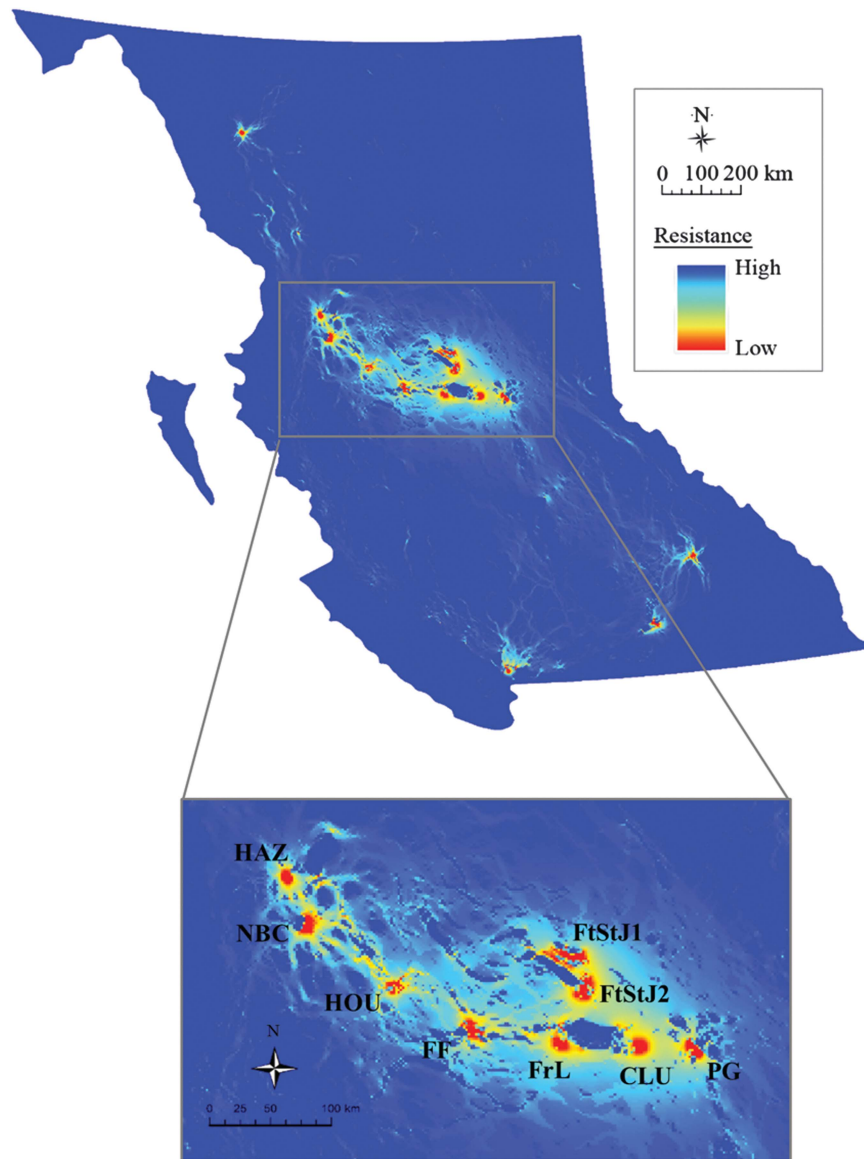 N
0 100 200 km
Resistance
High
Low
HAZ
NBC
HOU
FF
FtStJ1
FtStJ2
FrL
CLU
PG
N
0 25 50 100 km